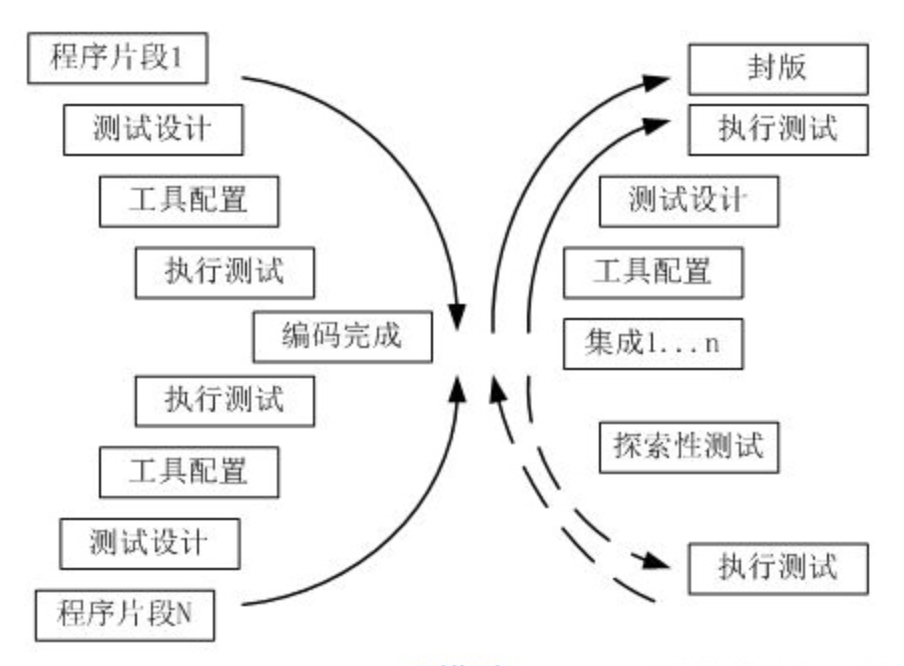 程序片段1
测试设计
工具配置
执行测试
编码完成
执行测试
工具配置
测试设计
程序片段N
封版
执行测试
测试设计
工具配置
集成1...n
探索性测试
执行测试